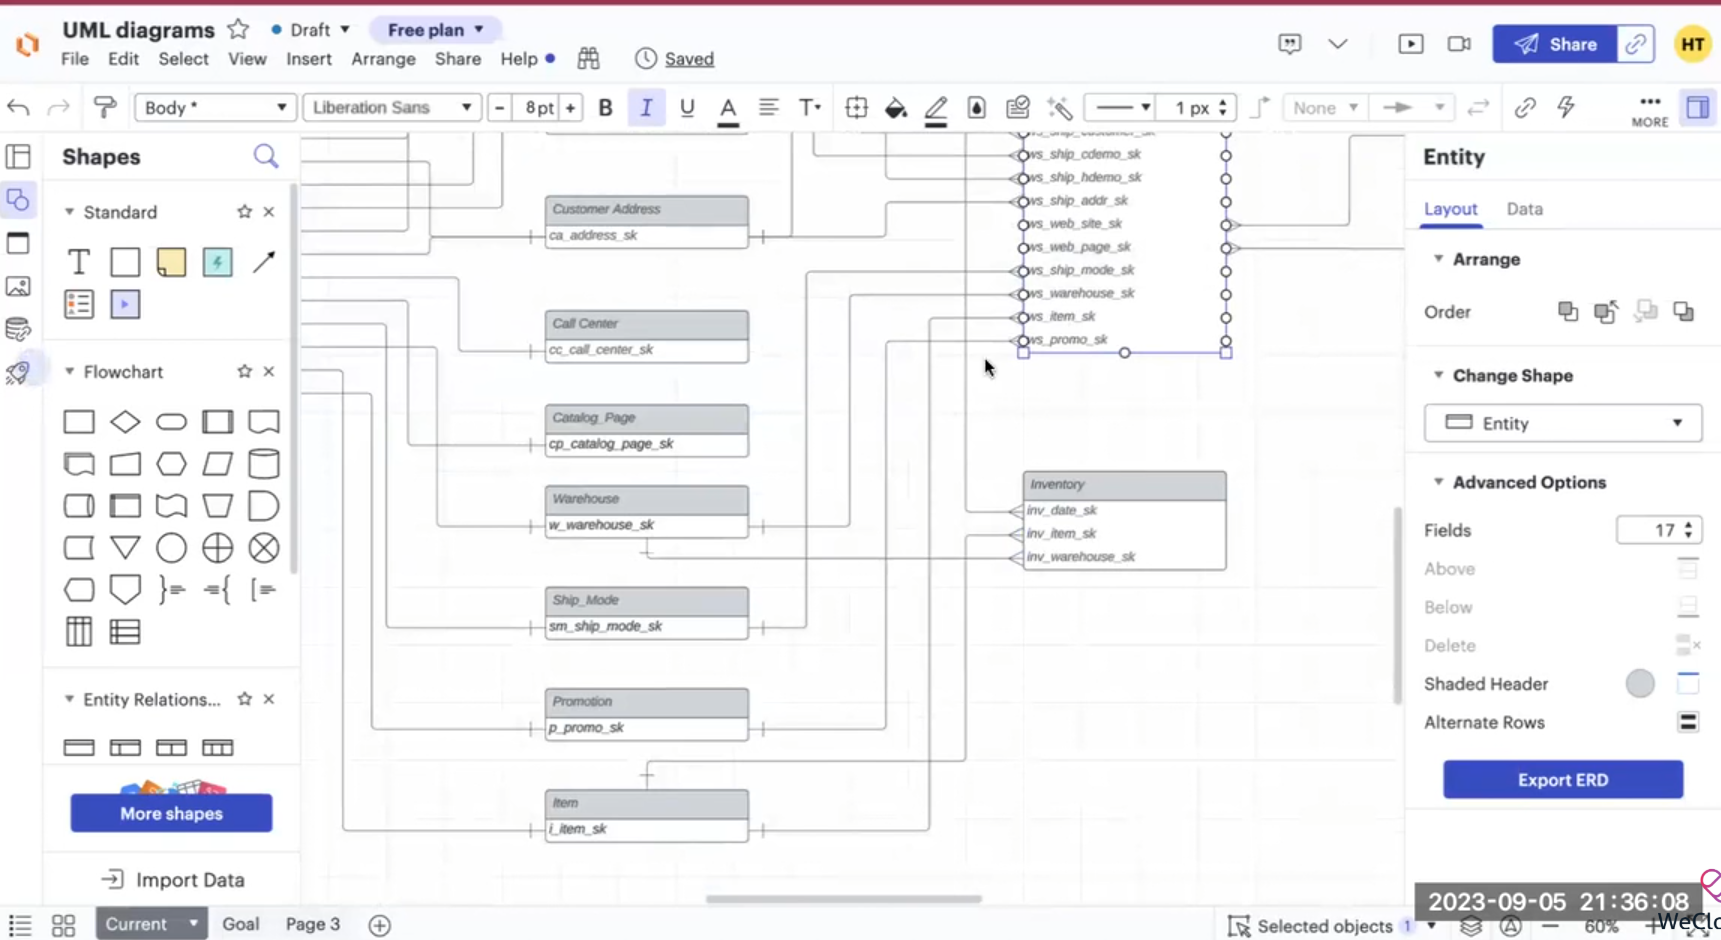 UML diagrams
Draft
Free plan
File Edit Select View Insert Arrange Share Help
Saved
Share
HT
Body *
Liberation Sans
8 pt
B I U A T
1 px
None
MORE
Shapes
Standard
T
Flowchart
Entity Relations...
More shapes
Import Data
Customer Address
ca_address_sk
Call Center
cc_call_center_sk
Catalog_Page
cp_catalog_page_sk
Warehouse
w_warehouse_sk
Ship_Mode
sm_ship_mode_sk
Promotion
p_promo_sk
Item
i_item_sk
ws_ship_customer_sk
ws_ship_cdemo_sk
ws_ship_hdemo_sk
ws_ship_addr_sk
ws_web_site_sk
ws_web_page_sk
ws_ship_mode_sk
ws_warehouse_sk
ws_item_sk
ws_promo_sk
Inventory
inv_date_sk
inv_item_sk
inv_warehouse_sk
Entity
Layout Data
Arrange
Order
Change Shape
Entity
Advanced Options
Fields 17
Above
Below
Delete
Shaded Header
Alternate Rows
Export ERD
2023-09-05 21:36:08
WeClo
Current
Goal
Page 3
Selected objects 1
60%